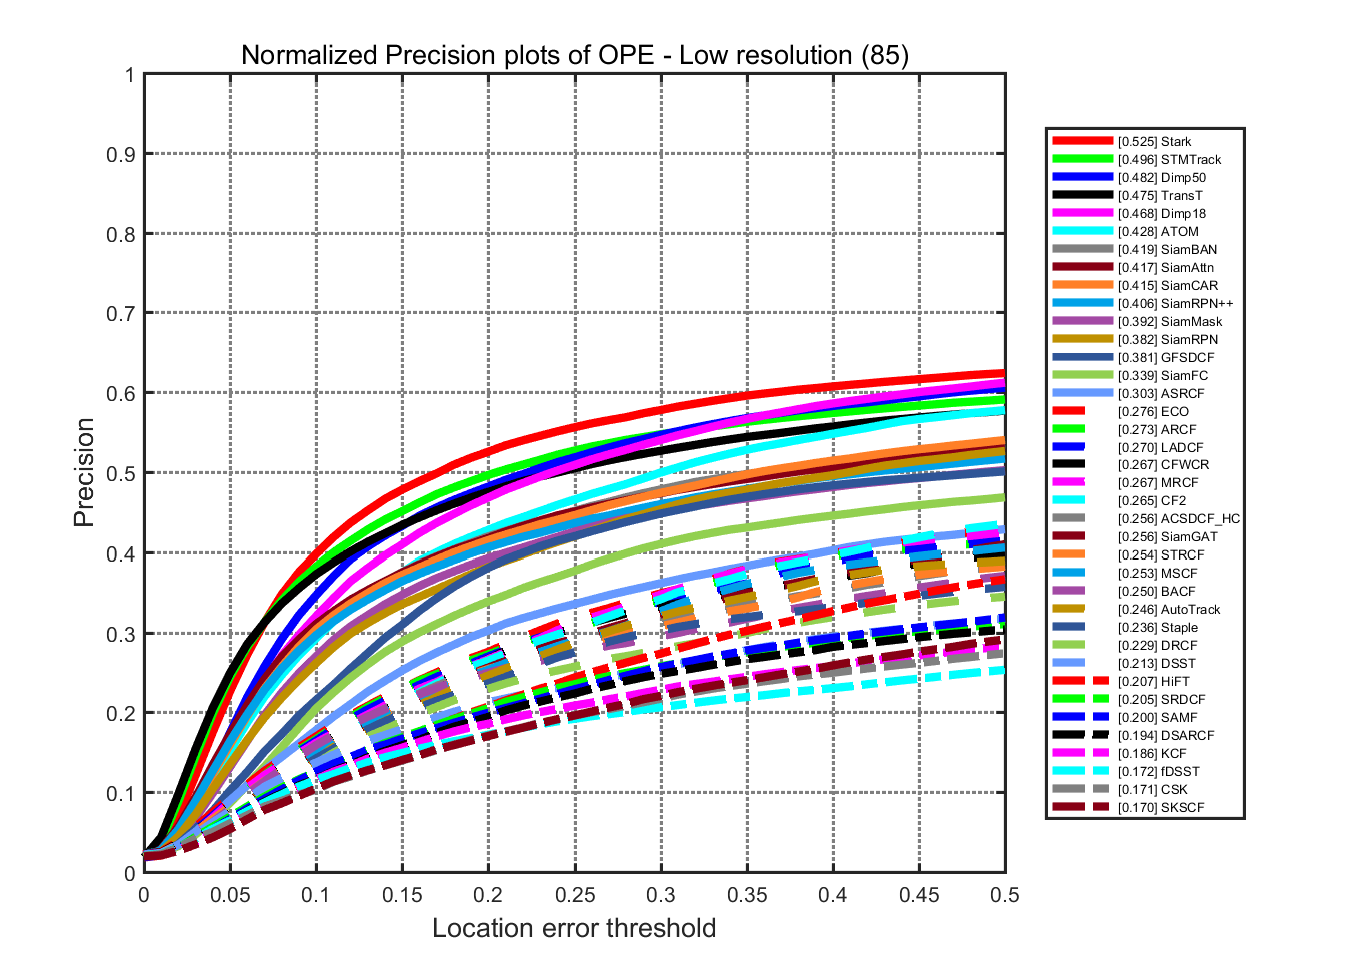 Normalized Precision plots of OPE - Low resolution (85)
1
0.9
0.8
0.7
0.6
0.5
0.4
0.3
0.2
0.1
0
Precision
0 0.05 0.1 0.15 0.2 0.25 0.3 0.35 0.4 0.45 0.5
Location error threshold
[0.525] Stark
[0.496] STMTrack
[0.482] Dimp50
[0.475] TransT
[0.468] Dimp18
[0.428] ATOM
[0.419] SiamBAN
[0.417] SiamAttn
[0.415] SiamCAR
[0.406] SiamRPN++
[0.392] SiamMask
[0.382] SiamRPN
[0.381] GFSDCF
[0.339] SiamFC
[0.303] ASRCF
[0.276] ECO
[0.273] ARCF
[0.270] LADCF
[0.267] CFWCR
[0.267] MRCF
[0.265] CF2
[0.256] ACSDCF_HC
[0.256] SiamGAT
[0.254] STRCF
[0.253] MSCF
[0.250] BACF
[0.246] AutoTrack
[0.236] Staple
[0.229] DRCF
[0.213] DSST
[0.207] HiFT
[0.205] SRDCF
[0.200] SAMF
[0.194] DSARCF
[0.186] KCF
[0.172] fDSST
[0.171] CSK
[0.170] SKSCF